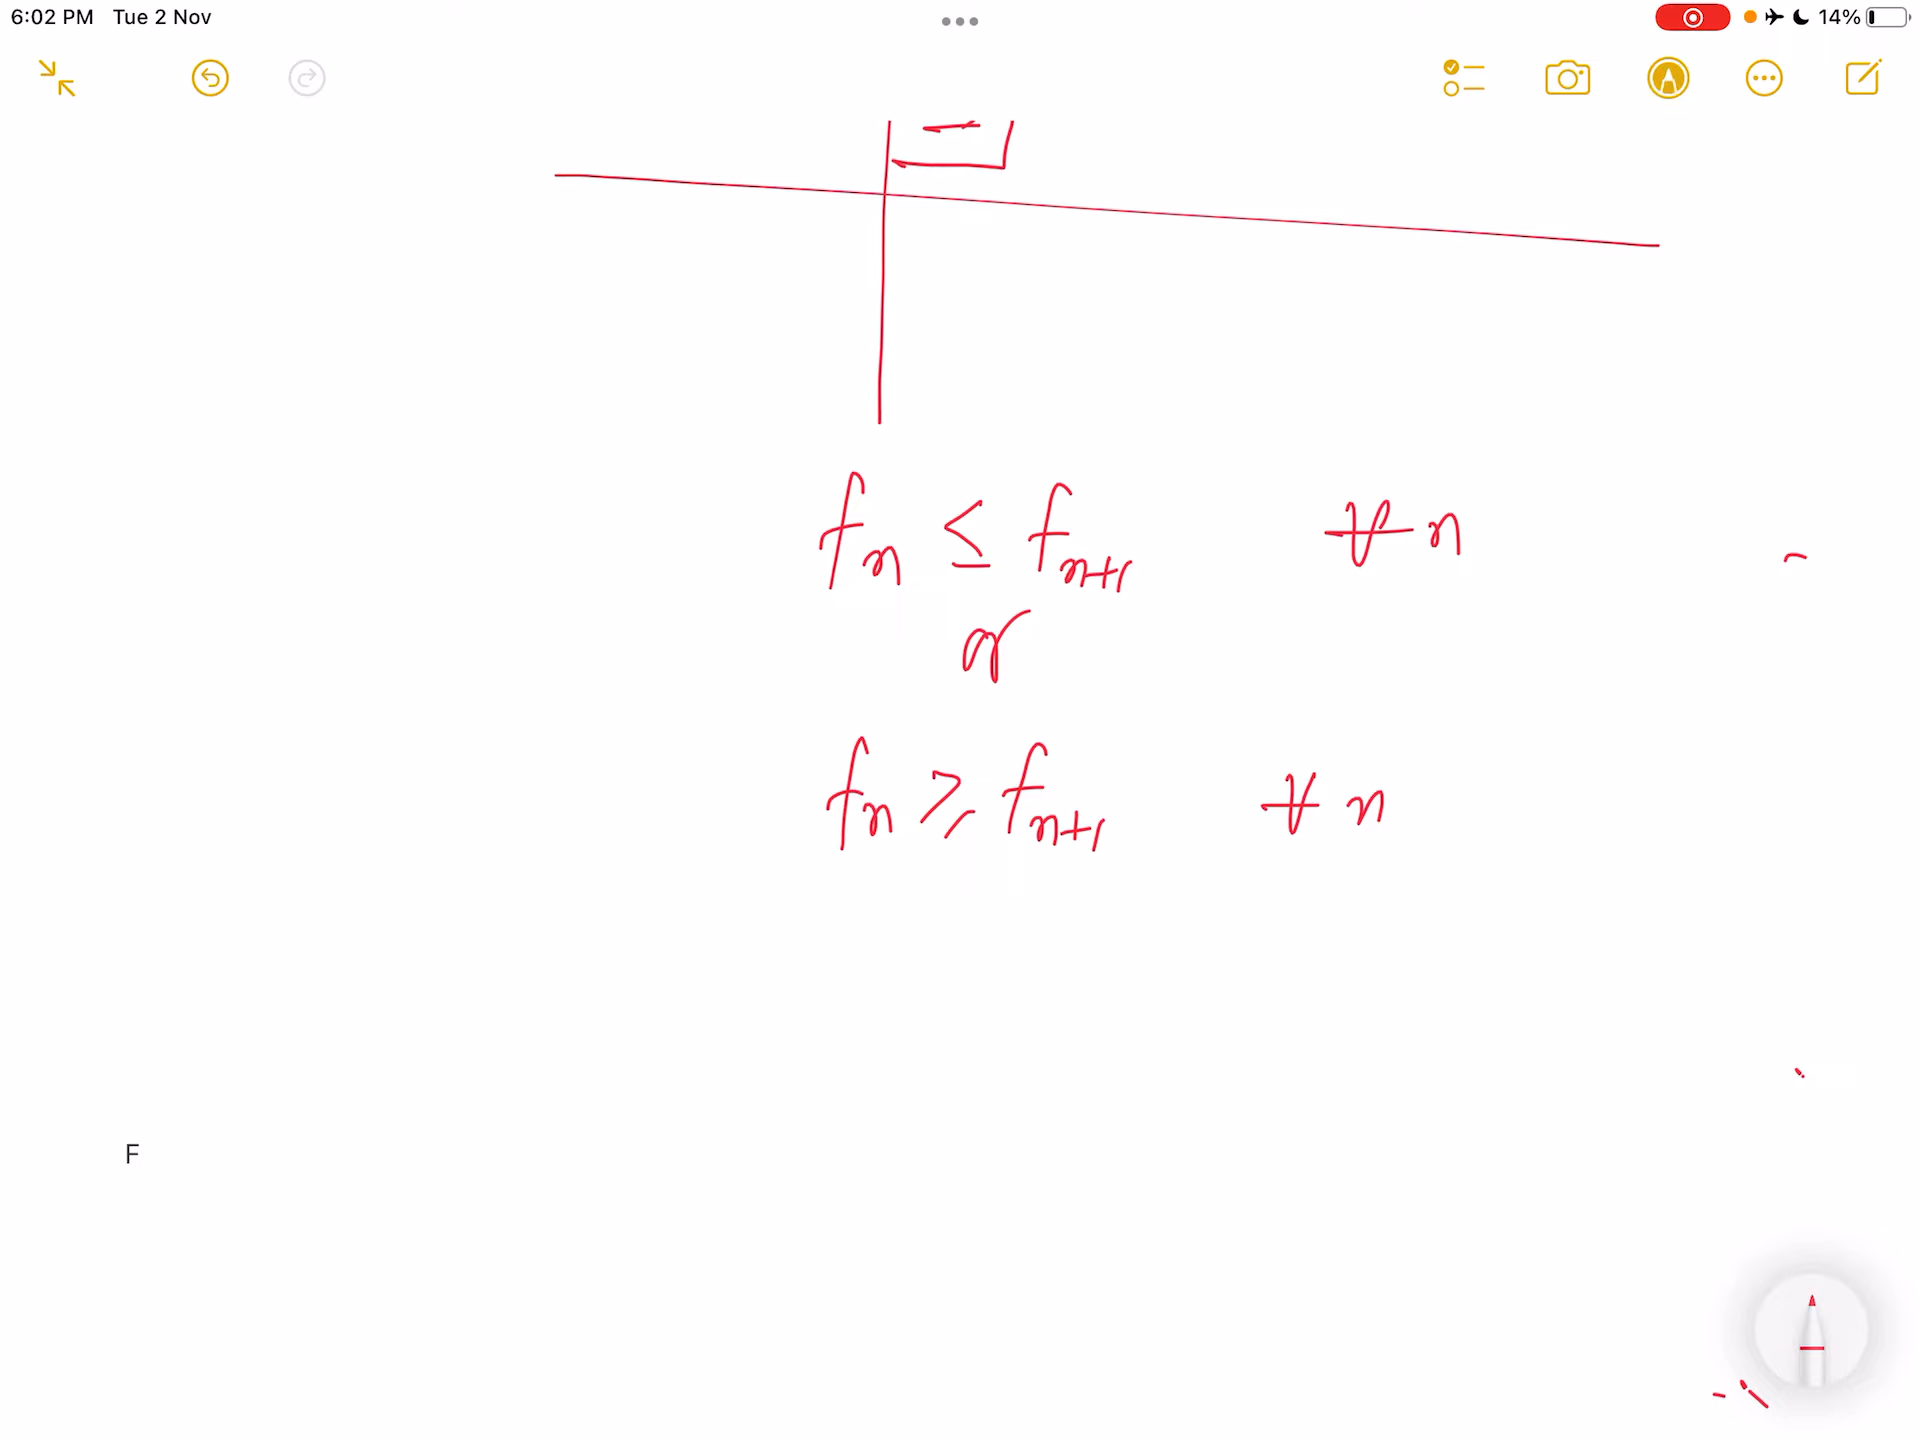 6:02 PM Tue 2 Nov 14%
fn ≤ fn+1 ∀ n
or
fn ≥ fn+1 ∀ n
F